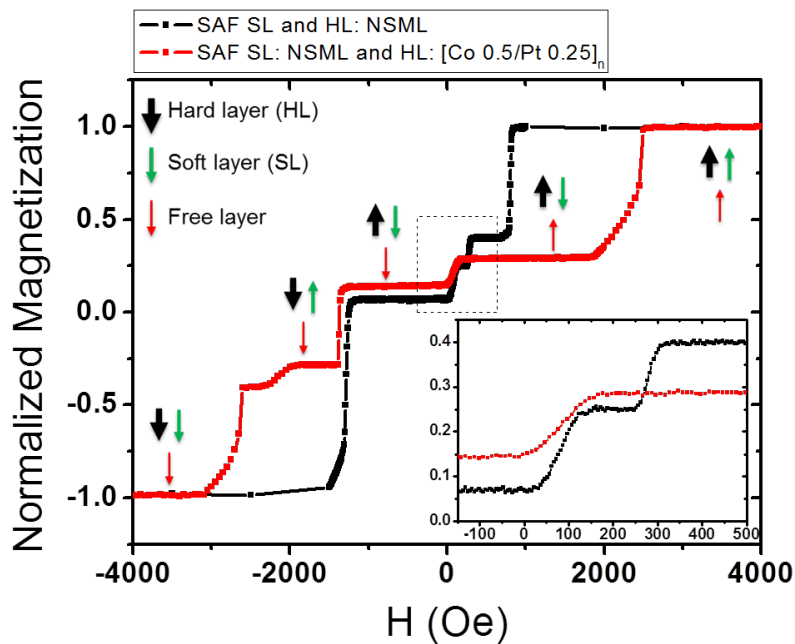 SAF SL and HL: NSML
SAF SL: NSML and HL: [Co 0.5/Pt 0.25]n
Hard layer (HL)
Soft layer (SL)
Free layer
Normalized Magnetization
1.0
0.5
0.0
-0.5
-1.0
-4000 -2000 0 2000 4000
H (Oe)
0.4
0.3
0.2
0.1
0.0
-100 0 100 200 300 400 500